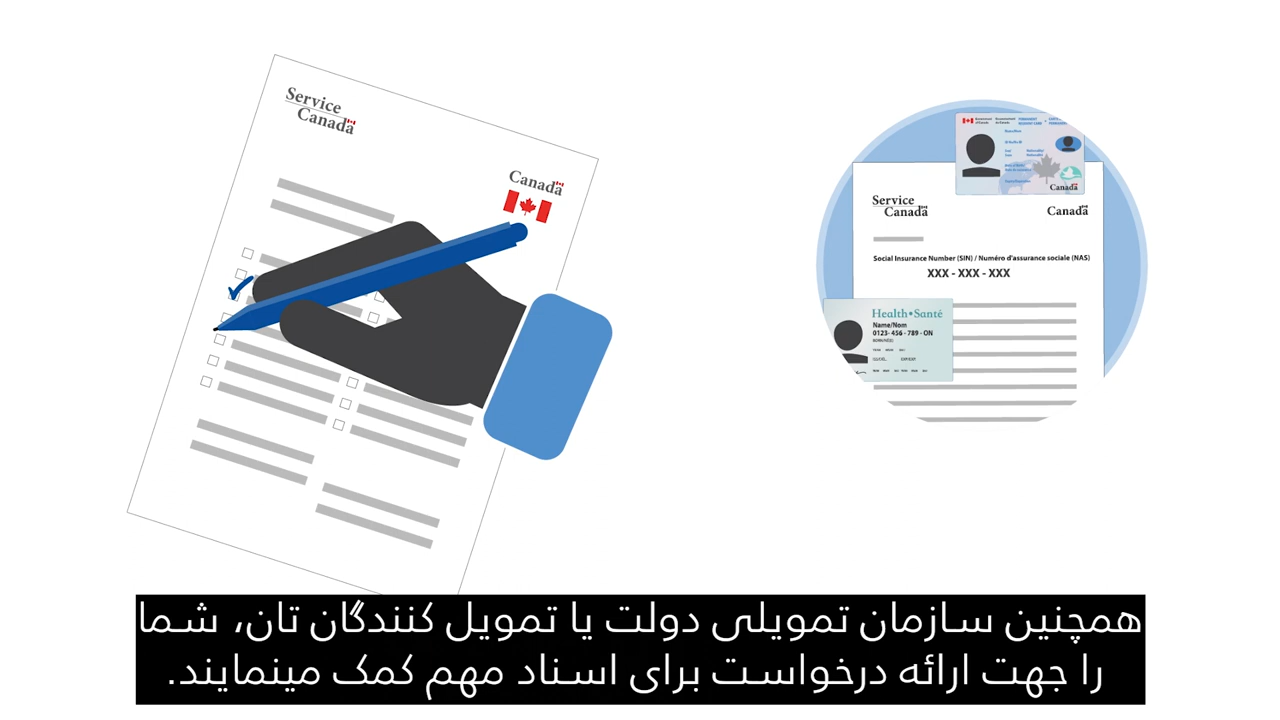 Service
Canada
Canada
Service
Canada
Canada
Canada
Social Insurance Number (SIN) / Numéro d'assurance sociale (NAS)
XXX - XXX - XXX
Health•Santé
Name/Nom
0123- 456 - 789 - ON
همچنین سازمان تمویلی دولت یا تمویل کنندگان تان، شما
را جهت ارائه درخواست برای اسناد مهم کمک مینمایند.